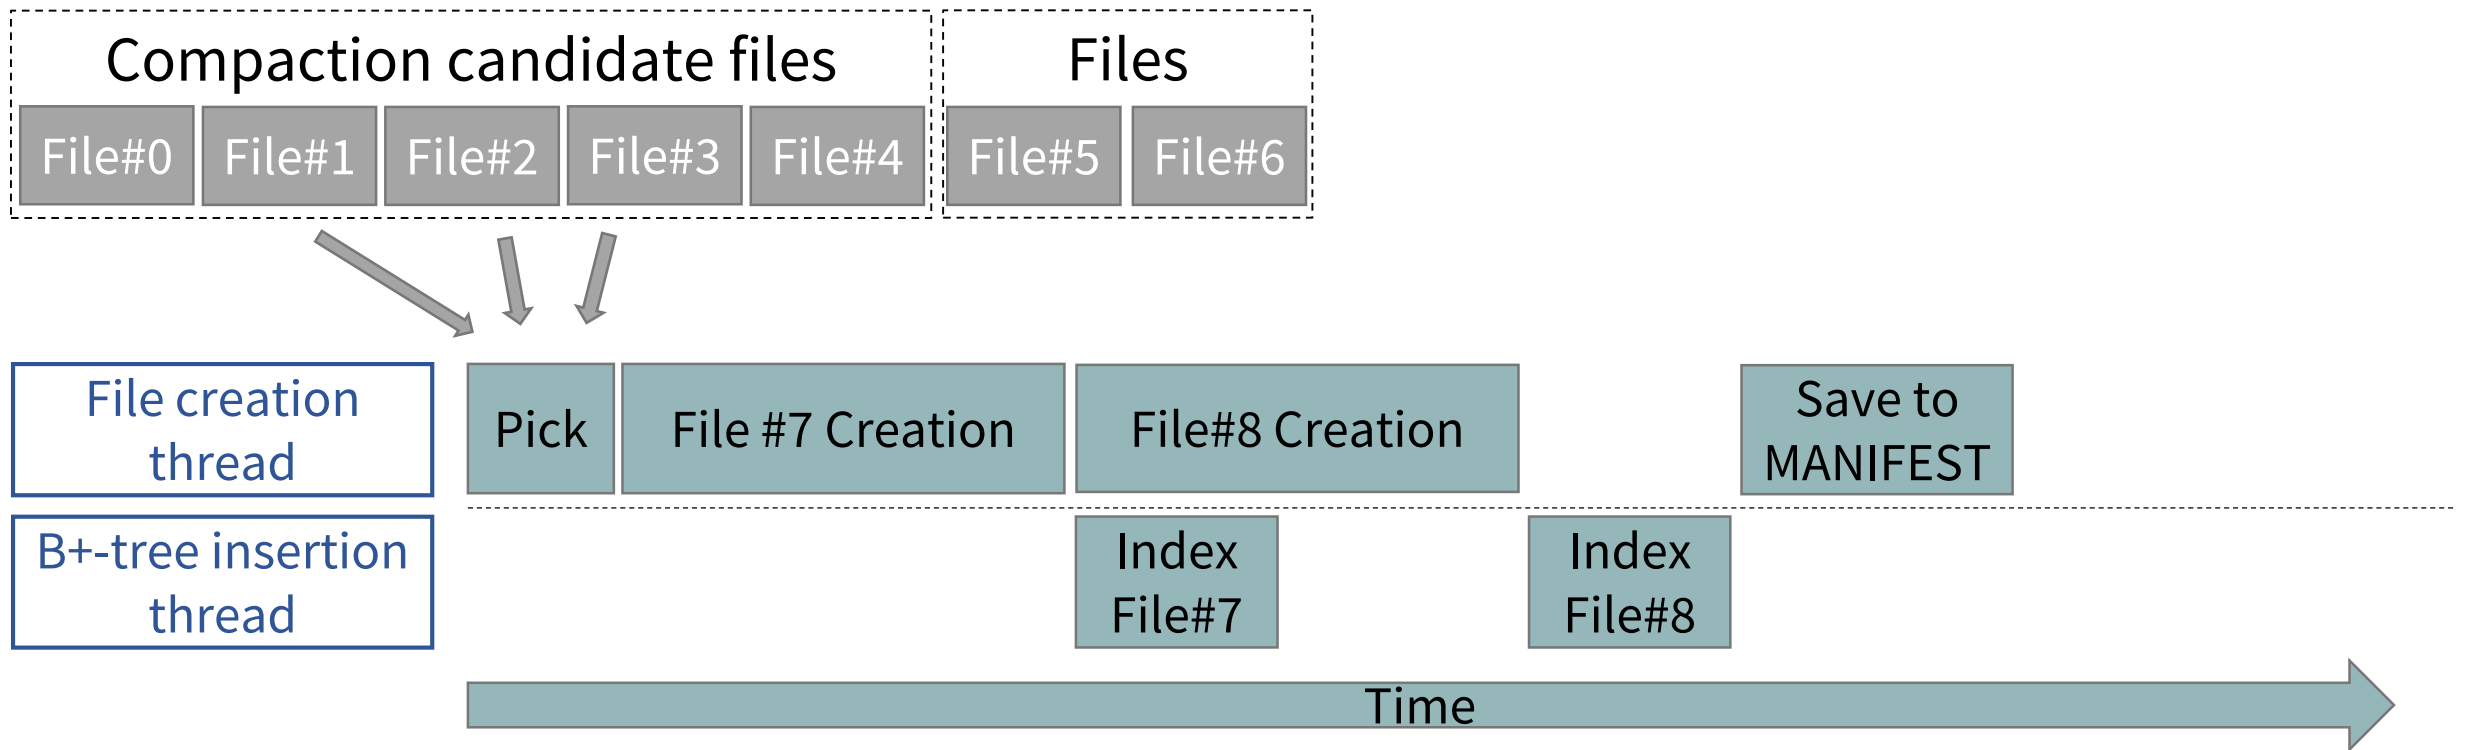 Compaction candidate files
Files
File#0
File#1
File#2
File#3
File#4
File#5
File#6
File creation
thread
Pick
File #7 Creation
File#8 Creation
Save to
MANIFEST
B+-tree insertion
thread
Index
File#7
Index
File#8
Time